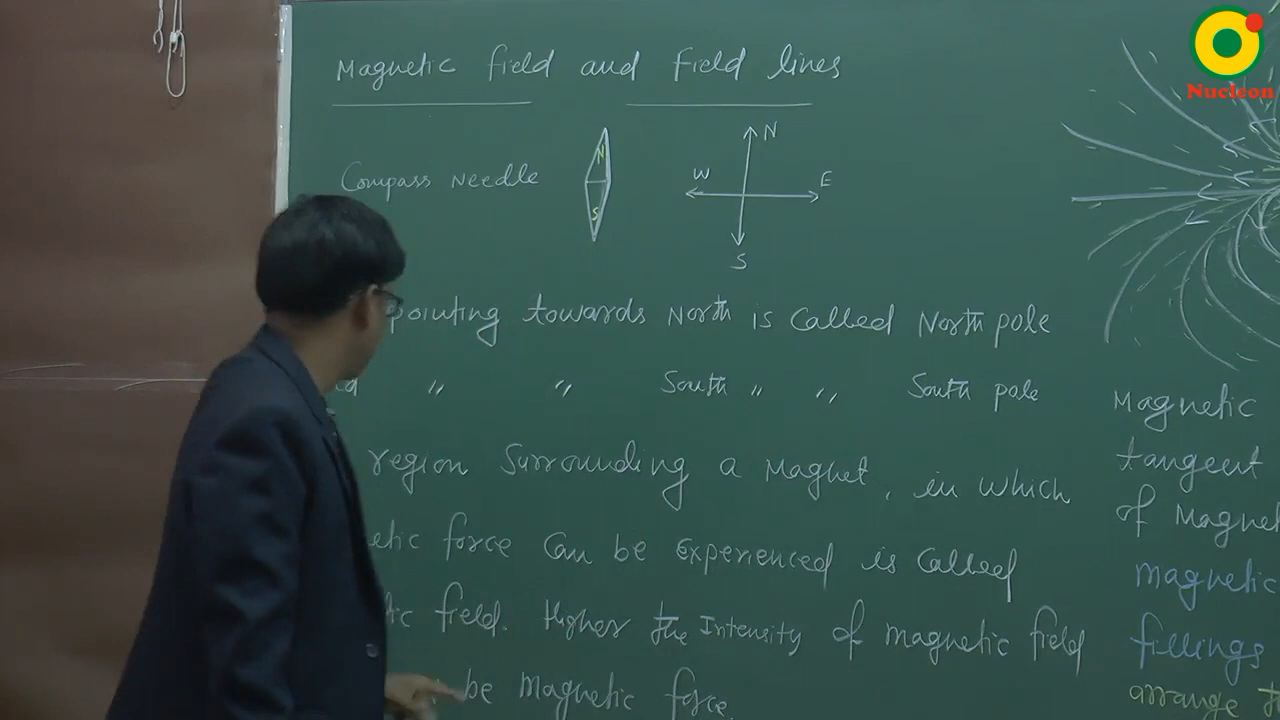 Magnetic field and field lines
Compass Needle
N
S
N
W
E
S
pointing towards North is called North pole
" " South " " South pole
region surrounding a magnet, in which
etic force can be experienced is called
ic field. Higher the Intensity of magnetic field
be magnetic force.
Magnetic
tangent
of Magne
magnetic
fillings
arrange
Nucleon